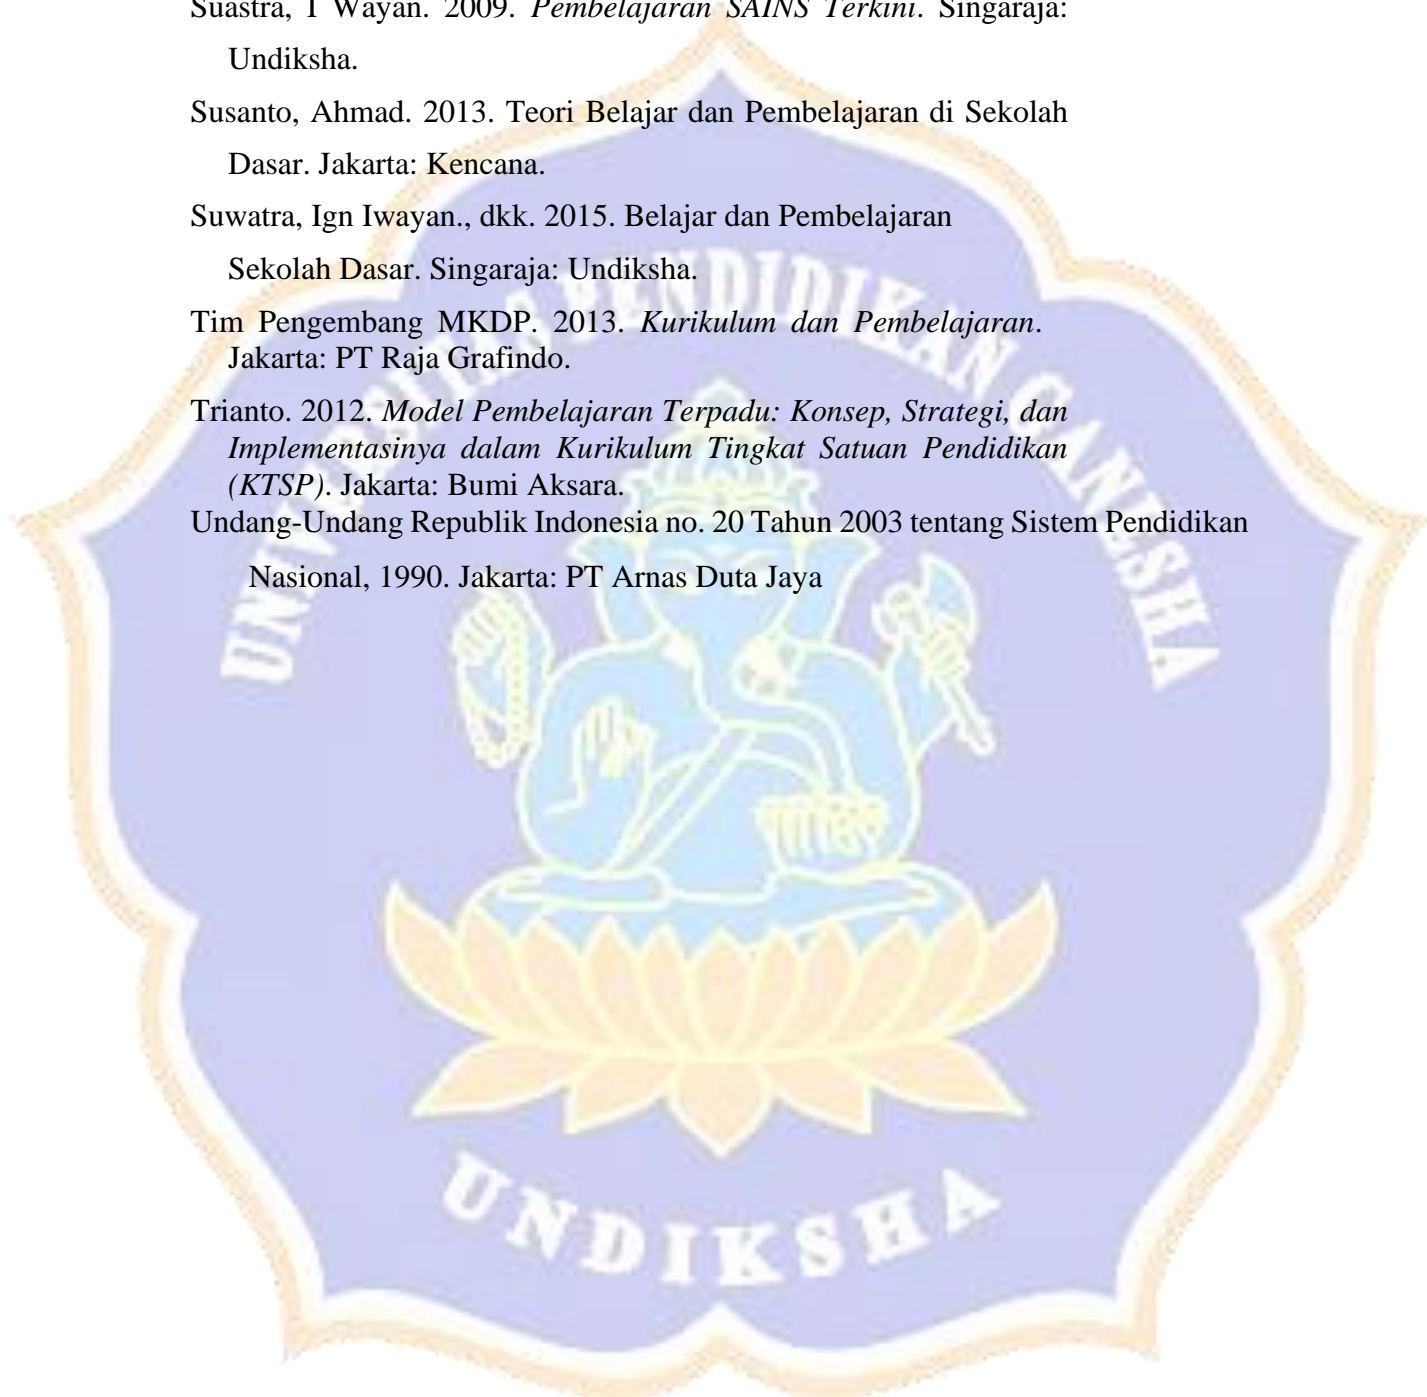 Suastra, I Wayan. 2009. Pembelajaran SAINS Terkini. Singaraja:
Undiksha.
Susanto, Ahmad. 2013. Teori Belajar dan Pembelajaran di Sekolah
Dasar. Jakarta: Kencana.
Suwatra, Ign Iwayan., dkk. 2015. Belajar dan Pembelajaran
Sekolah Dasar. Singaraja: Undiksha.
Tim Pengembang MKDP. 2013. Kurikulum dan Pembelajaran.
Jakarta: PT Raja Grafindo.
Trianto. 2012. Model Pembelajaran Terpadu: Konsep, Strategi, dan
Implementasinya dalam Kurikulum Tingkat Satuan Pendidikan
(KTSP). Jakarta: Bumi Aksara.
Undang-Undang Republik Indonesia no. 20 Tahun 2003 tentang Sistem Pendidikan
Nasional, 1990. Jakarta: PT Arnas Duta Jaya
UNIVERSITAS PENDIDIKAN GANESHA
UNDIKSHA